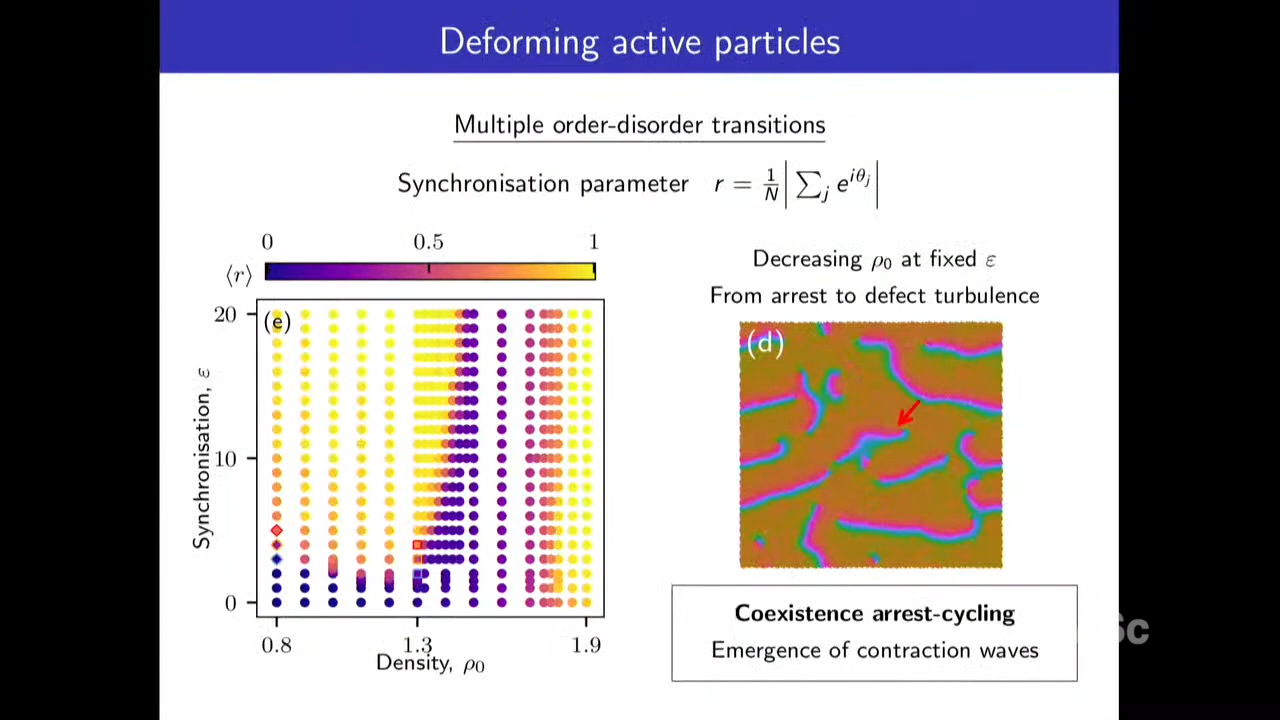 Deforming active particles
Multiple order-disorder transitions
Synchronisation parameter r = 1/N |∑_j e^{iθ_j}|
0 0.5 1
⟨r⟩
Decreasing ρ₀ at fixed ε
From arrest to defect turbulence
(e)
(d)
20
10
0
Synchronisation, ε
0.8 1.3 1.9
Density, ρ₀
Coexistence arrest-cycling
Emergence of contraction waves
Sc